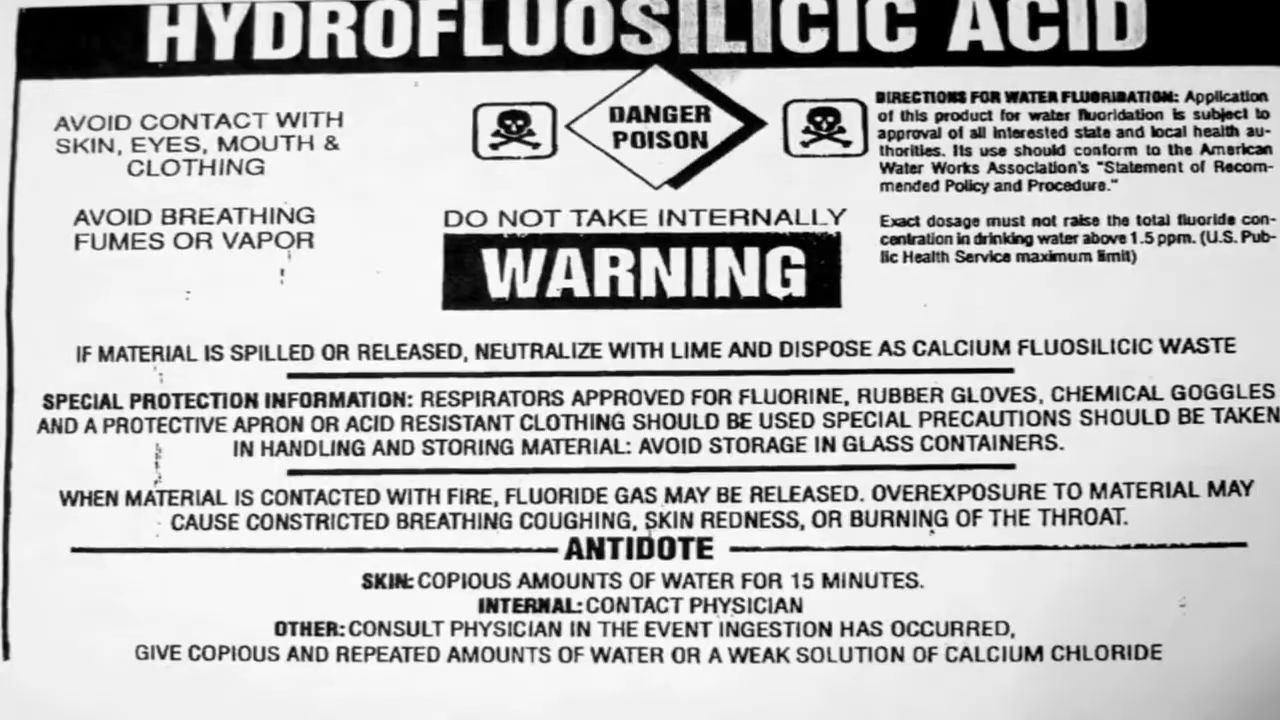 HYDROFLUOSILICIC ACID
AVOID CONTACT WITH
SKIN, EYES, MOUTH &
CLOTHING
AVOID BREATHING
FUMES OR VAPOR
DANGER
POISON
DO NOT TAKE INTERNALLY
WARNING
DIRECTIONS FOR WATER FLUORIDATION: Application
of this product for water fluoridation is subject to
approval of all interested state and local health au-
thorities. Its use should conform to the American
Water Works Association's "Statement of Recom-
mended Policy and Procedure."
Exact dosage must not raise the total fluoride con-
centration in drinking water above 1.5 ppm. (U.S. Pub-
lic Health Service maximum limit)
IF MATERIAL IS SPILLED OR RELEASED, NEUTRALIZE WITH LIME AND DISPOSE AS CALCIUM FLUOSILICIC WASTE
SPECIAL PROTECTION INFORMATION: RESPIRATORS APPROVED FOR FLUORINE, RUBBER GLOVES, CHEMICAL GOGGLES
AND A PROTECTIVE APRON OR ACID RESISTANT CLOTHING SHOULD BE USED SPECIAL PRECAUTIONS SHOULD BE TAKEN
IN HANDLING AND STORING MATERIAL: AVOID STORAGE IN GLASS CONTAINERS.
WHEN MATERIAL IS CONTACTED WITH FIRE, FLUORIDE GAS MAY BE RELEASED. OVEREXPOSURE TO MATERIAL MAY
CAUSE CONSTRICTED BREATHING COUGHING, SKIN REDNESS, OR BURNING OF THE THROAT.
ANTIDOTE
SKIN: COPIOUS AMOUNTS OF WATER FOR 15 MINUTES.
INTERNAL: CONTACT PHYSICIAN
OTHER: CONSULT PHYSICIAN IN THE EVENT INGESTION HAS OCCURRED,
GIVE COPIOUS AND REPEATED AMOUNTS OF WATER OR A WEAK SOLUTION OF CALCIUM CHLORIDE